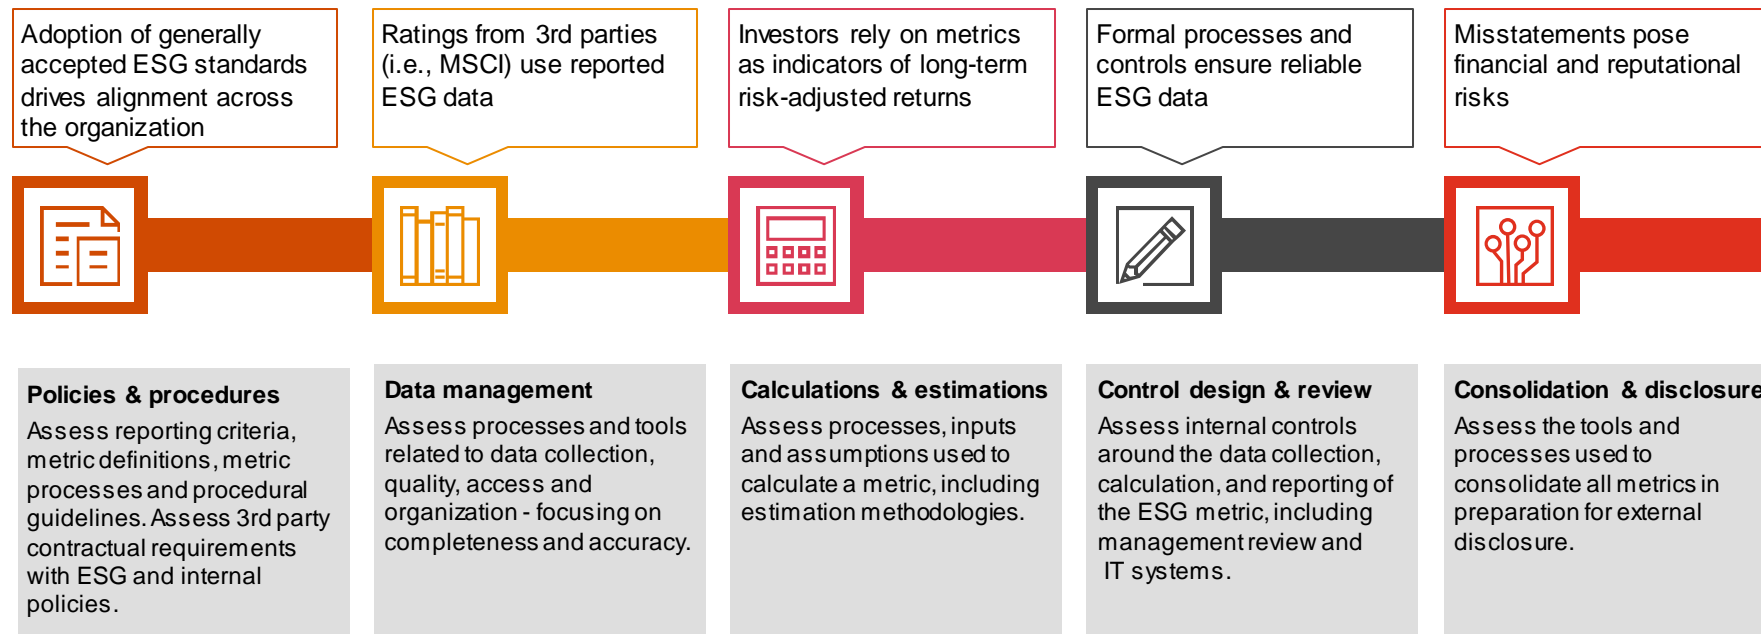 Adoption of generally
accepted ESG standards
drives alignment across
the organization
Ratings from 3rd parties
(i.e., MSCI) use reported
ESG data
Investors rely on metrics
as indicators of long-term
risk-adjusted returns
Formal processes and
controls ensure reliable
ESG data
Misstatements pose
financial and reputational
risks
Policies & procedures
Assess reporting criteria,
metric definitions, metric
processes and procedural
guidelines. Assess 3rd party
contractual requirements
with ESG and internal
policies.
Data management
Assess processes and tools
related to data collection,
quality, access and
organization - focusing on
completeness and accuracy.
Calculations & estimations
Assess processes, inputs
and assumptions used to
calculate a metric, including
estimation methodologies.
Control design & review
Assess internal controls
around the data collection,
calculation, and reporting of
the ESG metric, including
management review and
IT systems.
Consolidation & disclosure
Assess the tools and
processes used to
consolidate all metrics in
preparation for external
disclosure.